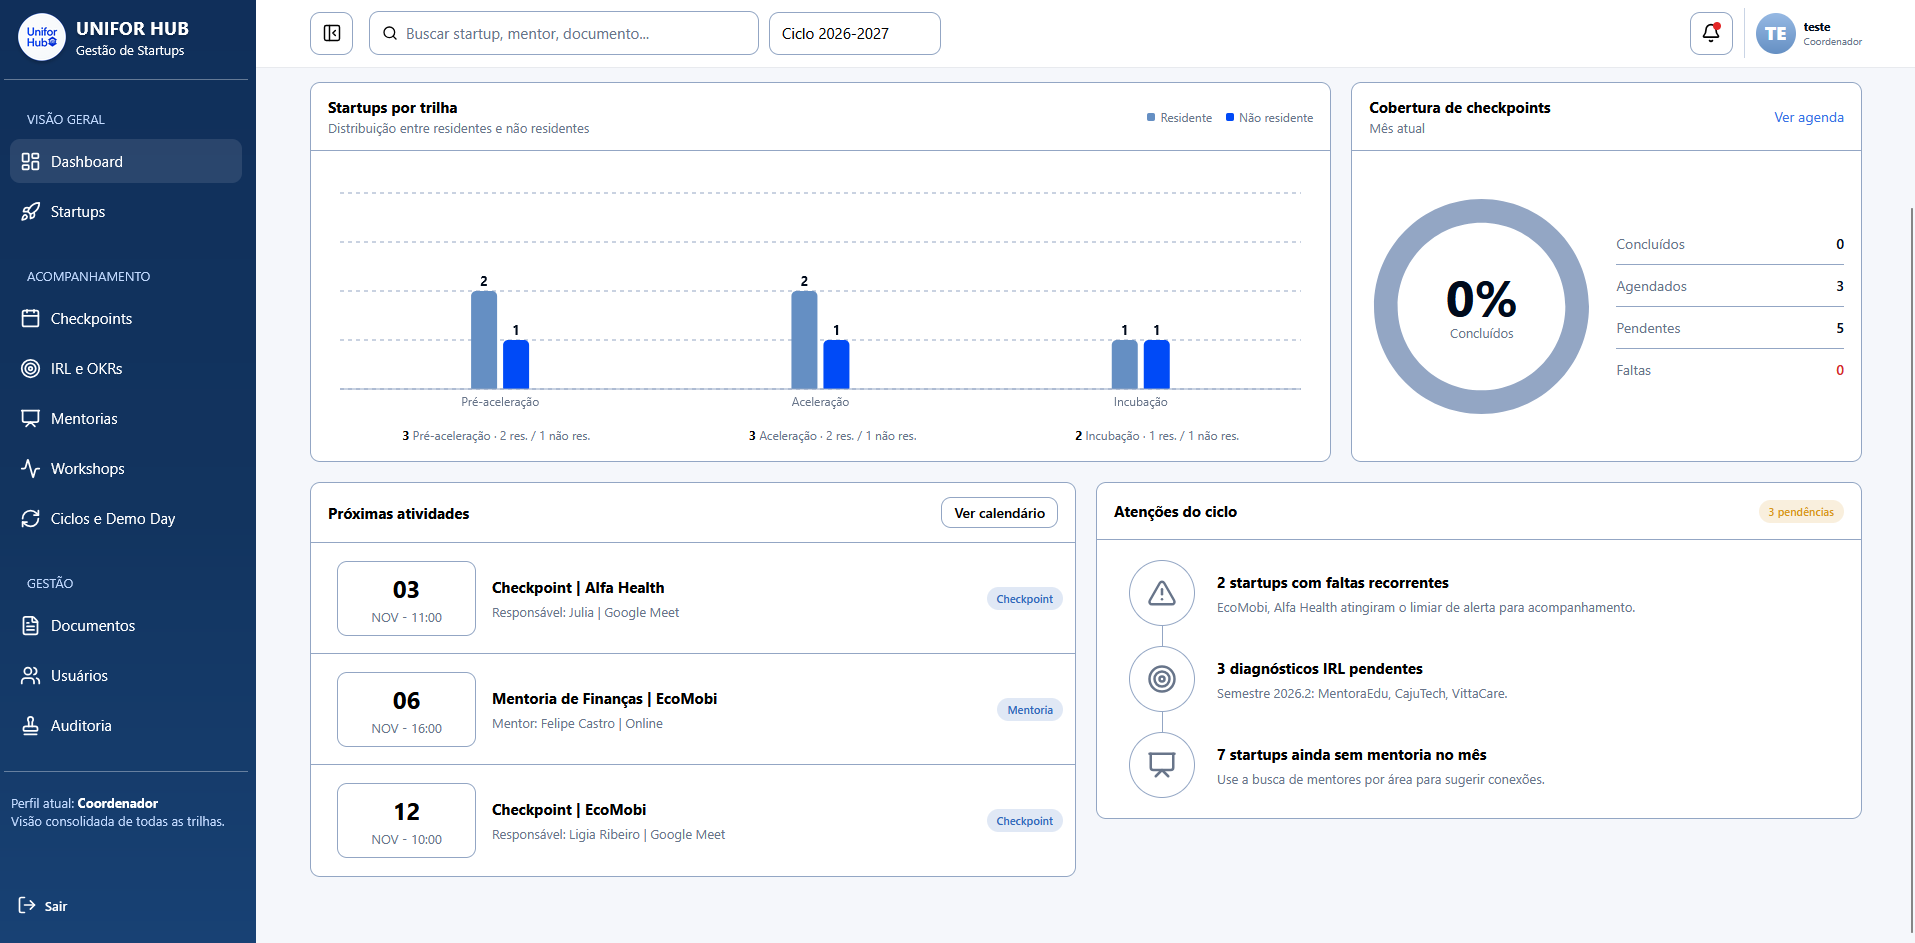 Unifor
Hub
UNIFOR HUB
Gestão de Startups
VISÃO GERAL
Dashboard
Startups
ACOMPANHAMENTO
Checkpoints
IRL e OKRs
Mentorias
Workshops
Ciclos e Demo Day
GESTÃO
Documentos
Usuários
Auditoria
Perfil atual: Coordenador
Visão consolidada de todas as trilhas.
Sair
Buscar startup, mentor, documento...
Ciclo 2026-2027
TE
teste
Coordenador
Startups por trilha
Distribuição entre residentes e não residentes
Residente
Não residente
2
1
2
1
1
1
Pré-aceleração
Aceleração
Incubação
3 Pré-aceleração · 2 res. / 1 não res.
3 Aceleração · 2 res. / 1 não res.
2 Incubação · 1 res. / 1 não res.
Cobertura de checkpoints
Mês atual
Ver agenda
0%
Concluídos
Concluídos 0
Agendados 3
Pendentes 5
Faltas 0
Próximas atividades
Ver calendário
03
NOV - 11:00
Checkpoint | Alfa Health
Responsável: Julia | Google Meet
Checkpoint
06
NOV - 16:00
Mentoria de Finanças | EcoMobi
Mentor: Felipe Castro | Online
Mentoria
12
NOV - 10:00
Checkpoint | EcoMobi
Responsável: Ligia Ribeiro | Google Meet
Checkpoint
Atenções do ciclo
3 pendências
2 startups com faltas recorrentes
EcoMobi, Alfa Health atingiram o limiar de alerta para acompanhamento.
3 diagnósticos IRL pendentes
Semestre 2026.2: MentoraEdu, CajuTech, VittaCare.
7 startups ainda sem mentoria no mês
Use a busca de mentores por área para sugerir conexões.